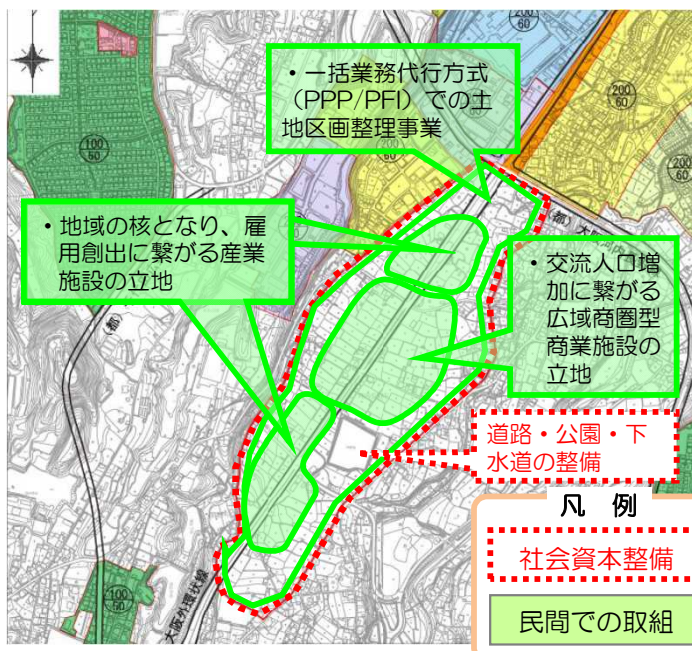 200
60
・一括業務代行方式
（PPP/PFI）での土
地区画整理事業
100
60
200
60
200
60
・地域の核となり、雇
用創出に繋がる産業
施設の立地
・交流人口増
加に繋がる
広域商圏型
商業施設の
立地
（都）
道路・公園・下
水道の整備
凡 例
社会資本整備
民間での取組
100
50
大阪外環状線